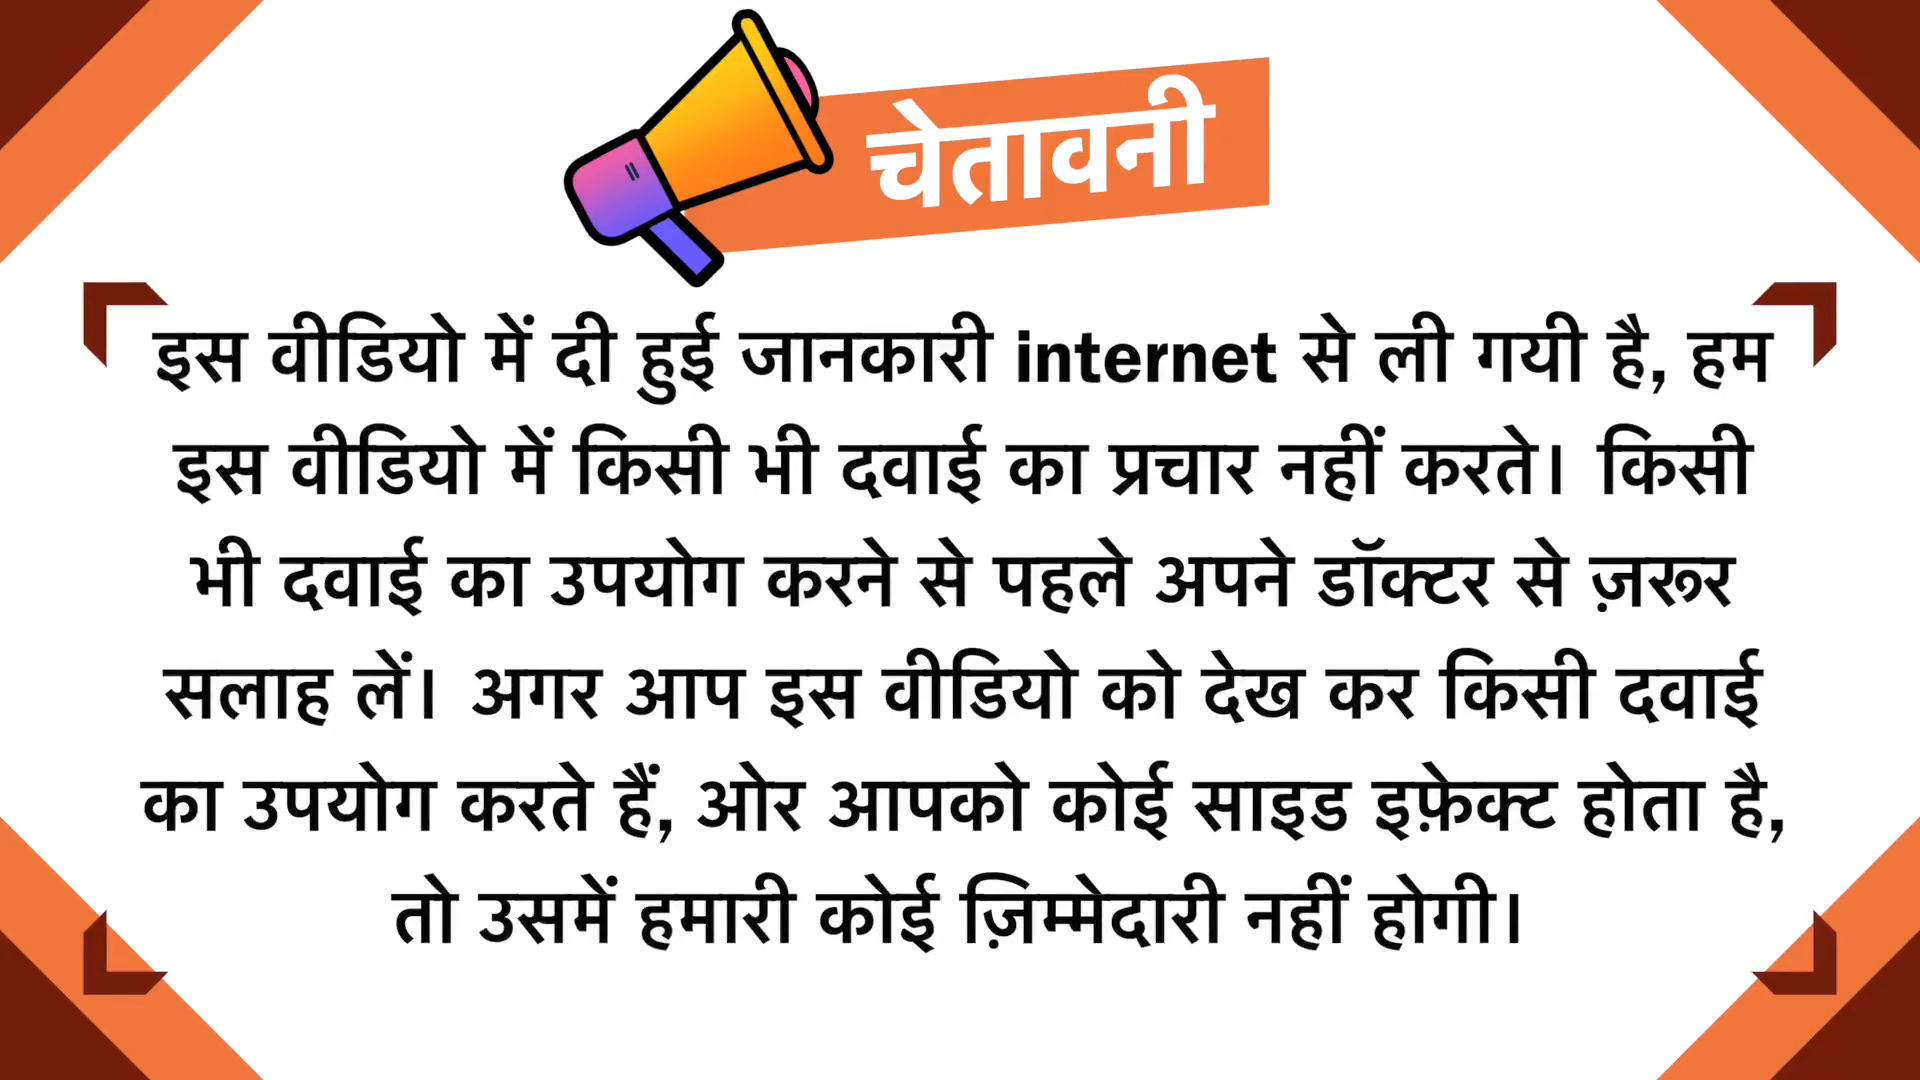 चेतावनी
इस वीडियो में दी हुई जानकारी internet से ली गयी है, हम
इस वीडियो में किसी भी दवाई का प्रचार नहीं करते। किसी
भी दवाई का उपयोग करने से पहले अपने डॉक्टर से ज़रूर
सलाह लें। अगर आप इस वीडियो को देख कर किसी दवाई
का उपयोग करते हैं, ओर आपको कोई साइड इफ़ेक्ट होता है,
तो उसमें हमारी कोई ज़िम्मेदारी नहीं होगी।